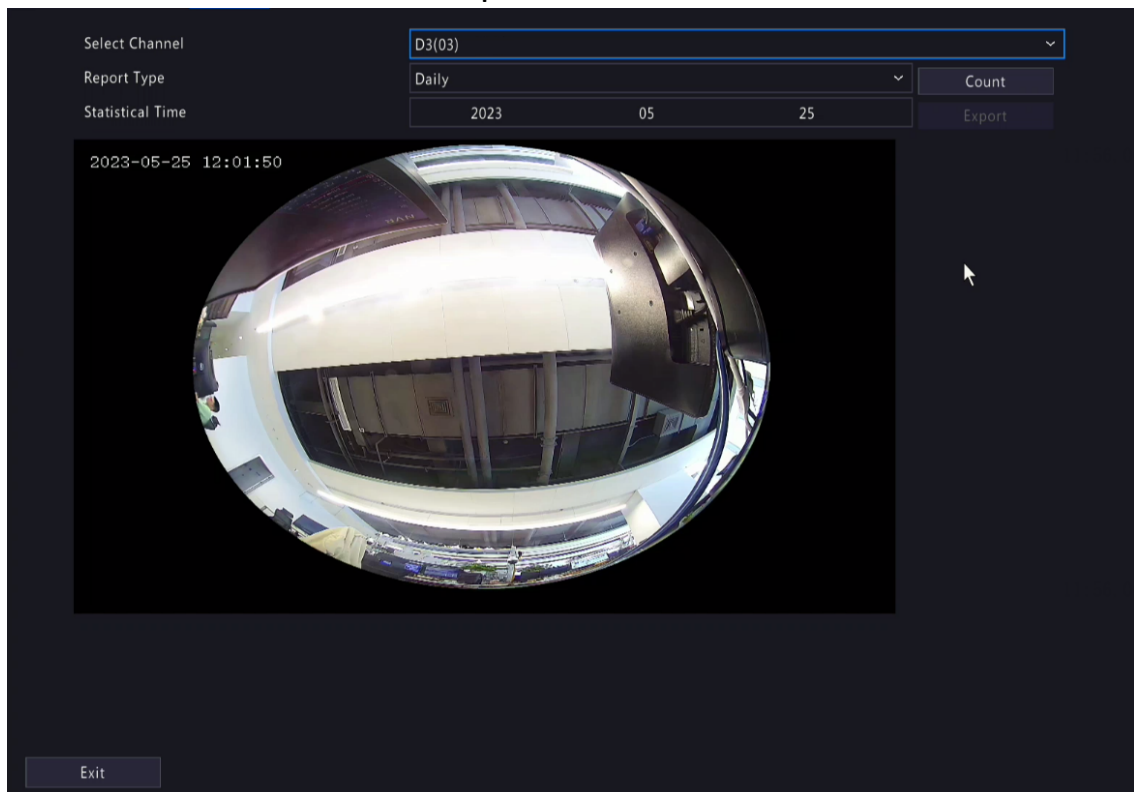 Select Channel D3(03)
Report Type Daily Count
Statistical Time 2023 05 25 Export
2023-05-25 12:01:50
Exit